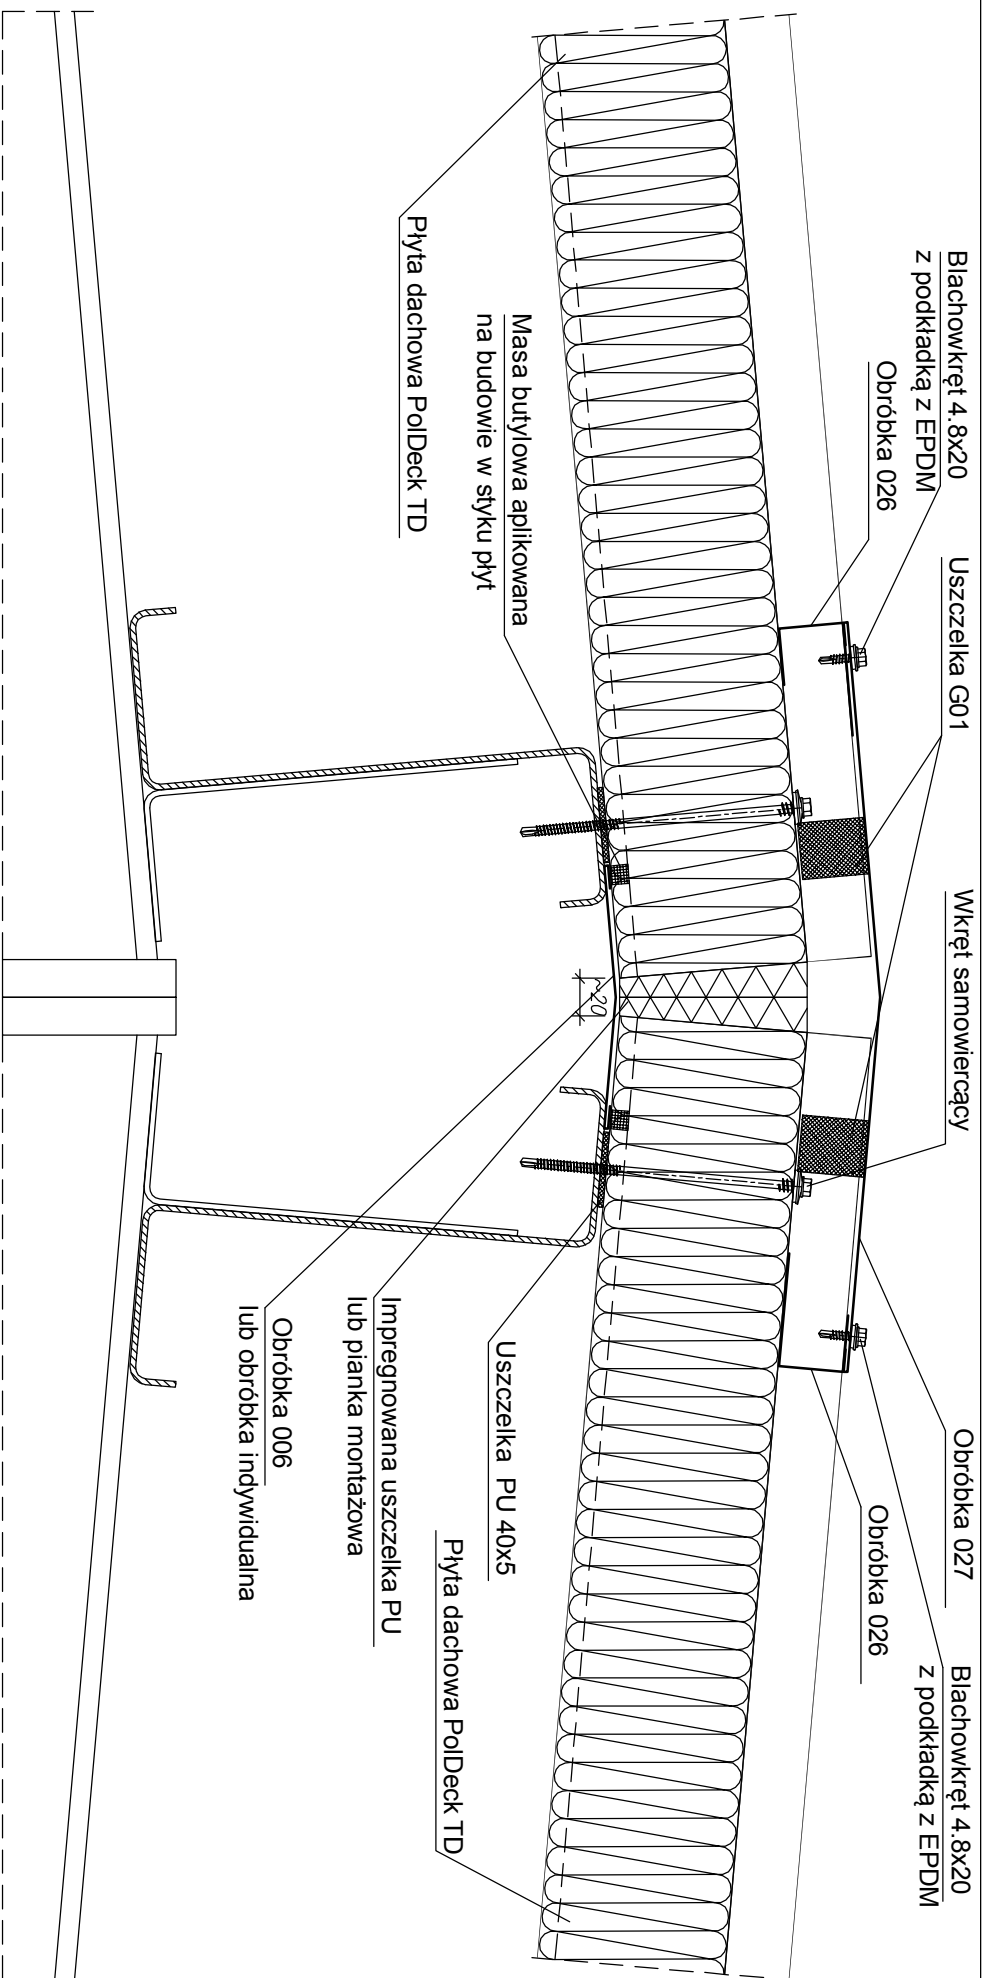 Blachowkręt 4.8x20
z podkładką z EPDM
Obróbka 026
Uszczelka G01
Wkręt samowiercący
Obróbka 027
Blachowkręt 4.8x20
z podkładką z EPDM
Obróbka 026
Płyta dachowa PolDeck TD
Masa butylowa aplikowana
na budowie w styku płyt
~20
Uszczelka PU 40x5
Impregnowana uszczelka PU
lub pianka montażowa
Obróbka 006
lub obróbka indywidualna
Płyta dachowa PolDeck TD